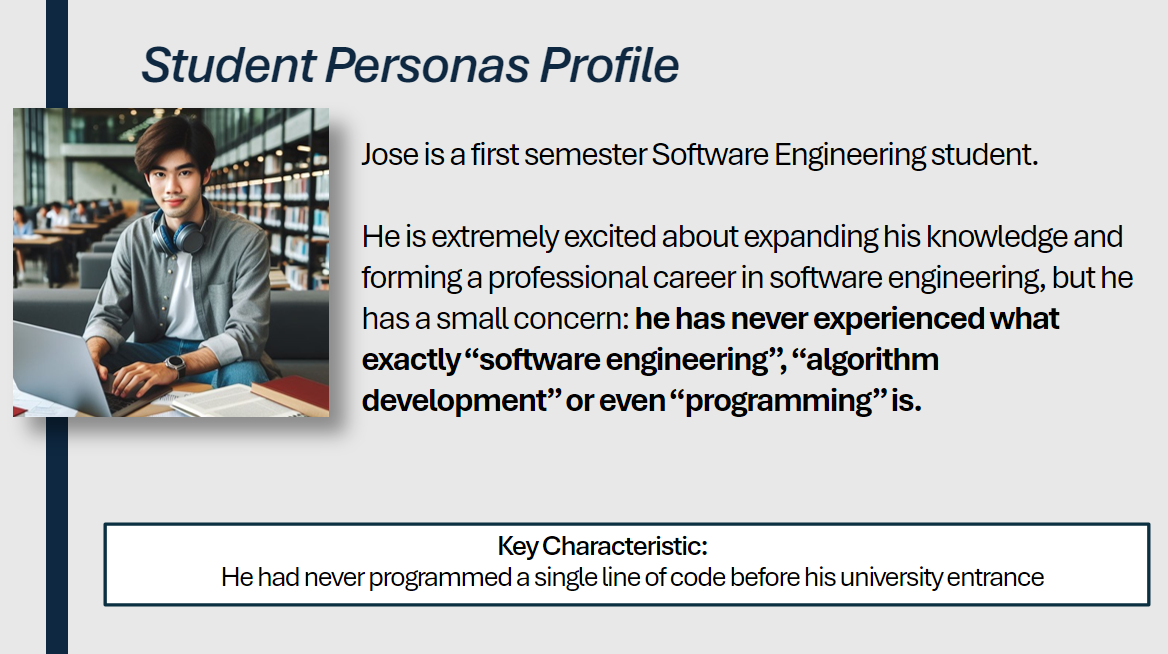 Student Personas Profile
Jose is a first semester Software Engineering student.
He is extremely excited about expanding his knowledge and
forming a professional career in software engineering, but he
has a small concern: he has never experienced what
exactly “software engineering”, “algorithm
development” or even “programming” is.
Key Characteristic:
He had never programmed a single line of code before his university entrance